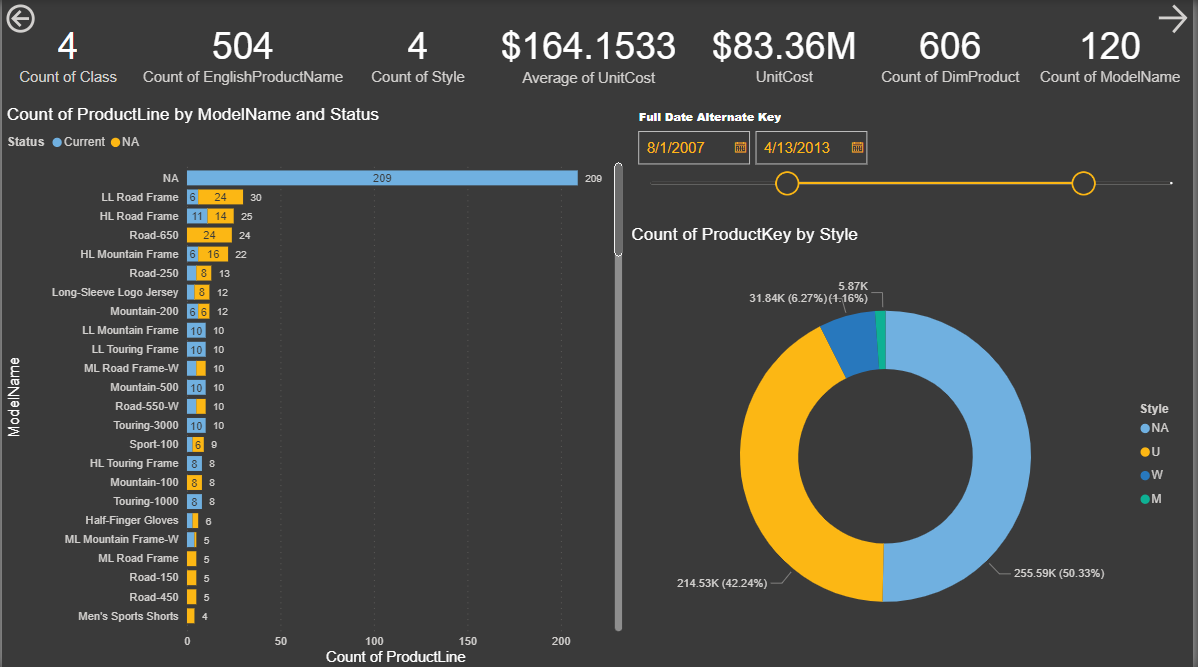 4
Count of Class
504
Count of EnglishProductName
4
Count of Style
$164.1533
Average of UnitCost
$83.36M
UnitCost
606
Count of DimProduct
120
Count of ModelName
Count of ProductLine by ModelName and Status
Status Current NA
NA 209 209
LL Road Frame 6 24 30
HL Road Frame 11 14 25
Road-650 24 24
HL Mountain Frame 6 16 22
Road-250 8 13
Long-Sleeve Logo Jersey 8 12
Mountain-200 6 6 12
LL Mountain Frame 10 10
LL Touring Frame 10 10
ML Road Frame-W 10
Mountain-500 10 10
Road-550-W 10
Touring-3000 10 10
Sport-100 6 9
HL Touring Frame 8 8
Mountain-100 8 8
Touring-1000 8 8
Half-Finger Gloves 6
ML Mountain Frame-W 5
ML Road Frame 5
Road-150 5
Road-450 5
Men's Sports Shorts 4
0 50 100 150 200
Count of ProductLine
ModelName
Full Date Alternate Key
8/1/2007 4/13/2013
Count of ProductKey by Style
5.87K
(1.16%)
31.84K (6.27%)
214.53K (42.24%)
255.59K (50.33%)
Style
NA
U
W
M